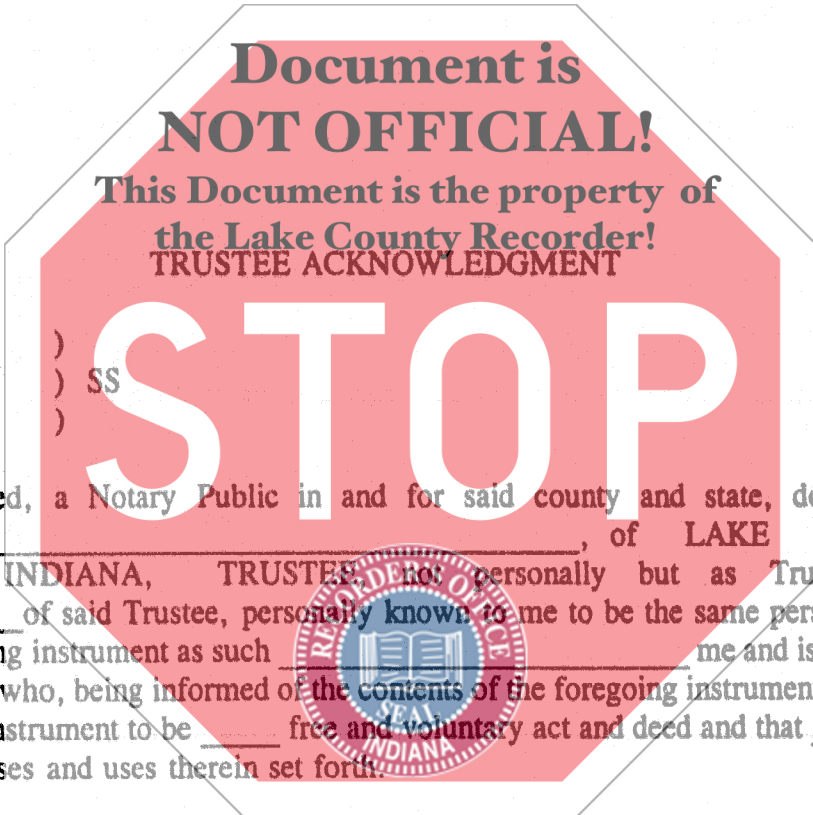 Document is
NOT OFFICIAL!
This Document is the property of
the Lake County Recorder!
TRUSTEE ACKNOWLEDGMENT
STOP
)
) SS
)
ed, a Notary Public in and for said county and state, do
, of LAKE
INDIANA, TRUSTEE, not personally but as Tru
of said Trustee, personally known to me to be the same pers
ng instrument as such me and is
who, being informed of the contents of the foregoing instrumen
nstrument to be free and voluntary act and deed and that
ses and uses therein set forth.
RECORDER OFFICE
SEAL
INDIANA